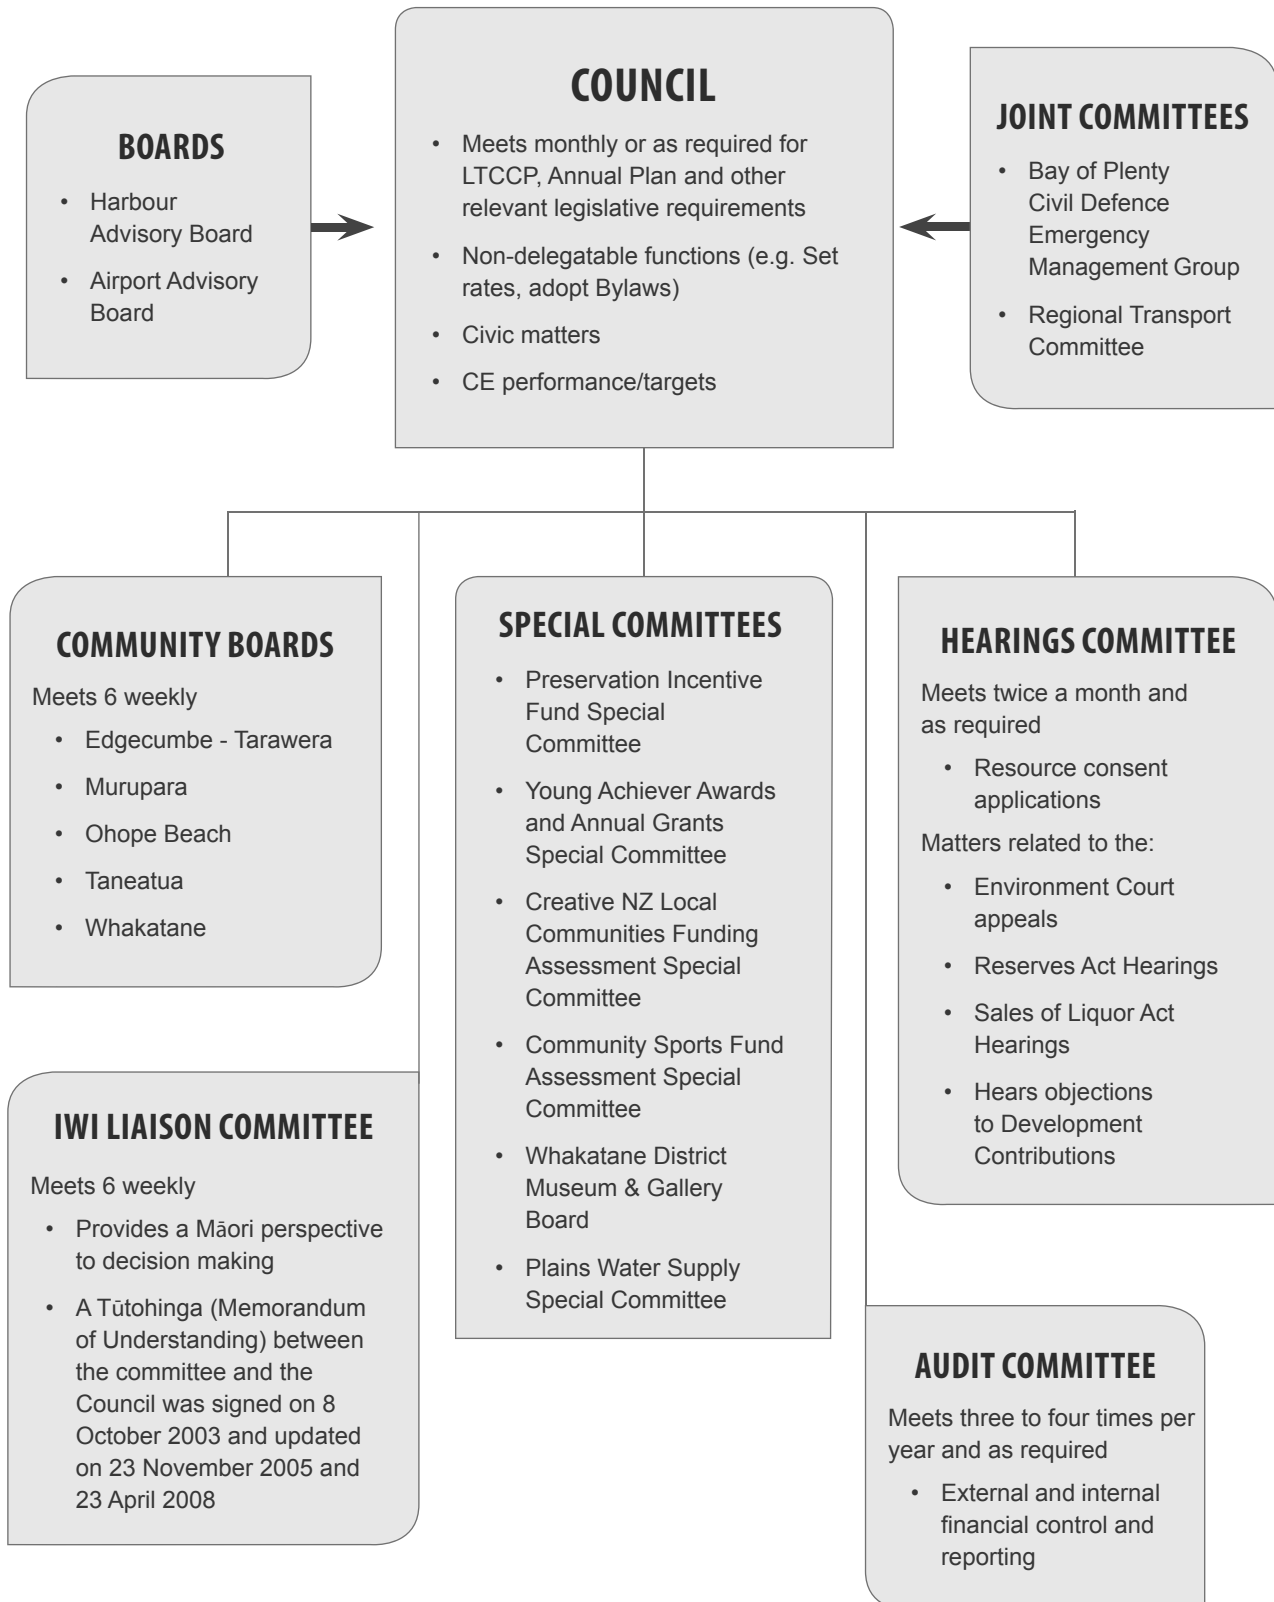 COUNCIL
• Meets monthly or as required for
LTCCP, Annual Plan and other
relevant legislative requirements
• Non-delegatable functions (e.g. Set
rates, adopt Bylaws)
• Civic matters
• CE performance/targets
BOARDS
• Harbour
Advisory Board
• Airport Advisory
Board
JOINT COMMITTEES
• Bay of Plenty
Civil Defence
Emergency
Management Group
• Regional Transport
Committee
COMMUNITY BOARDS
Meets 6 weekly
• Edgecumbe - Tarawera
• Murupara
• Ohope Beach
• Taneatua
• Whakatane
IWI LIAISON COMMITTEE
Meets 6 weekly
• Provides a Māori perspective
to decision making
• A Tūtohinga (Memorandum
of Understanding) between
the committee and the
Council was signed on 8
October 2003 and updated
on 23 November 2005 and
23 April 2008
SPECIAL COMMITTEES
• Preservation Incentive
Fund Special
Committee
• Young Achiever Awards
and Annual Grants
Special Committee
• Creative NZ Local
Communities Funding
Assessment Special
Committee
• Community Sports Fund
Assessment Special
Committee
• Whakatane District
Museum & Gallery
Board
• Plains Water Supply
Special Committee
HEARINGS COMMITTEE
Meets twice a month and
as required
• Resource consent
applications
Matters related to the:
• Environment Court
appeals
• Reserves Act Hearings
• Sales of Liquor Act
Hearings
• Hears objections
to Development
Contributions
AUDIT COMMITTEE
Meets three to four times per
year and as required
• External and internal
financial control and
reporting